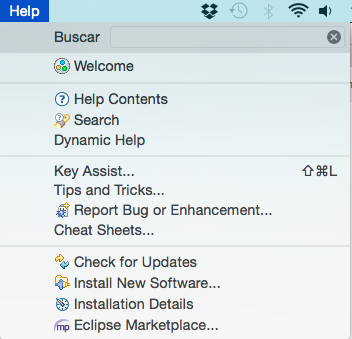 Help
Buscar
Welcome
Help Contents
Search
Dynamic Help
Key Assist... ⇧⌘L
Tips and Tricks...
Report Bug or Enhancement...
Cheat Sheets...
Check for Updates
Install New Software...
Installation Details
Eclipse Marketplace...